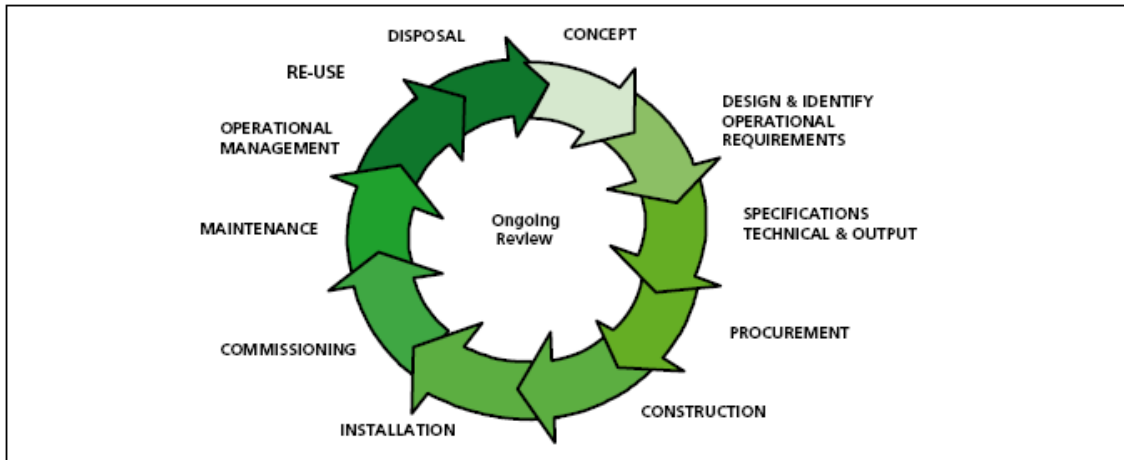 DISPOSAL
CONCEPT
RE-USE
DESIGN & IDENTIFY
OPERATIONAL
REQUIREMENTS
OPERATIONAL
MANAGEMENT
SPECIFICATIONS
TECHNICAL & OUTPUT
MAINTENANCE
Ongoing
Review
PROCUREMENT
COMMISSIONING
CONSTRUCTION
INSTALLATION